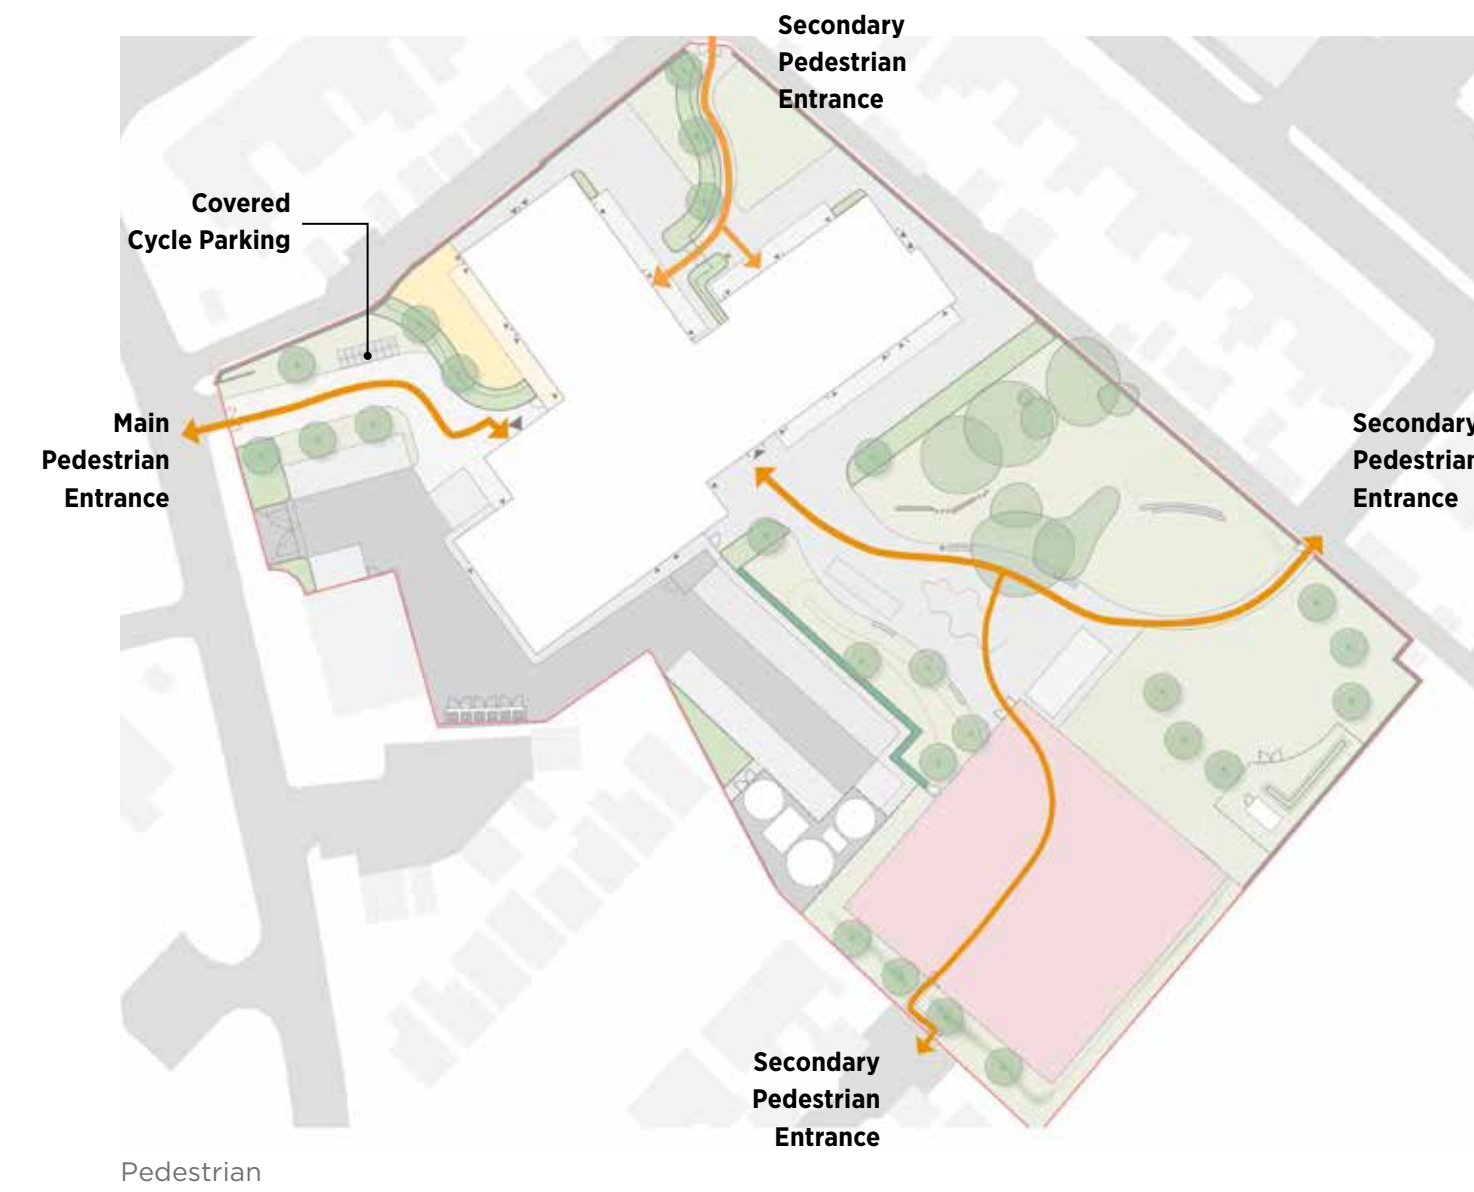 Secondary
Pedestrian
Entrance
Covered
Cycle Parking
Main
Pedestrian
Entrance
Secondary
Pedestrian
Entrance
Secondary
Pedestrian
Entrance
Pedestrian